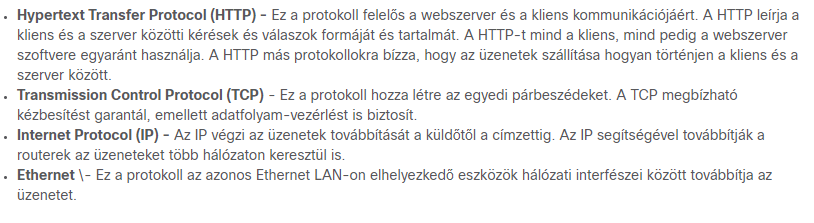 • Hypertext Transfer Protocol (HTTP) - Ez a protokoll felelős a webszerver és a kliens kommunikációjáért. A HTTP leírja a
kliens és a szerver közötti kérések és válaszok formáját és tartalmát. A HTTP-t mind a kliens, mind pedig a webszerver
szoftvere egyaránt használja. A HTTP más protokollokra bízza, hogy az üzenetek szállítása hogyan történjen a kliens és a
szerver között.
• Transmission Control Protocol (TCP) - Ez a protokoll hozza létre az egyedi párbeszédeket. A TCP megbízható
kézbesítést garantál, emellett adatfolyam-vezérlést is biztosít.
• Internet Protocol (IP) - Az IP végzi az üzenetek továbbítását a küldőtől a címzettig. Az IP segítségével továbbítják a
routerek az üzeneteket több hálózaton keresztül is.
• Ethernet \- Ez a protokoll az azonos Ethernet LAN-on elhelyezkedő eszközök hálózati interfészei között továbbítja az
üzenetet.